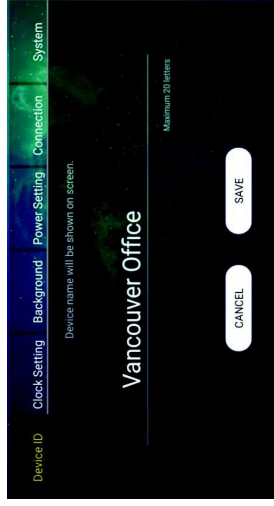 Device ID Clock Setting Background Power Setting Connection System
Device name will be shown on screen.
Vancouver Office
Maximum 20 letters
CANCEL SAVE